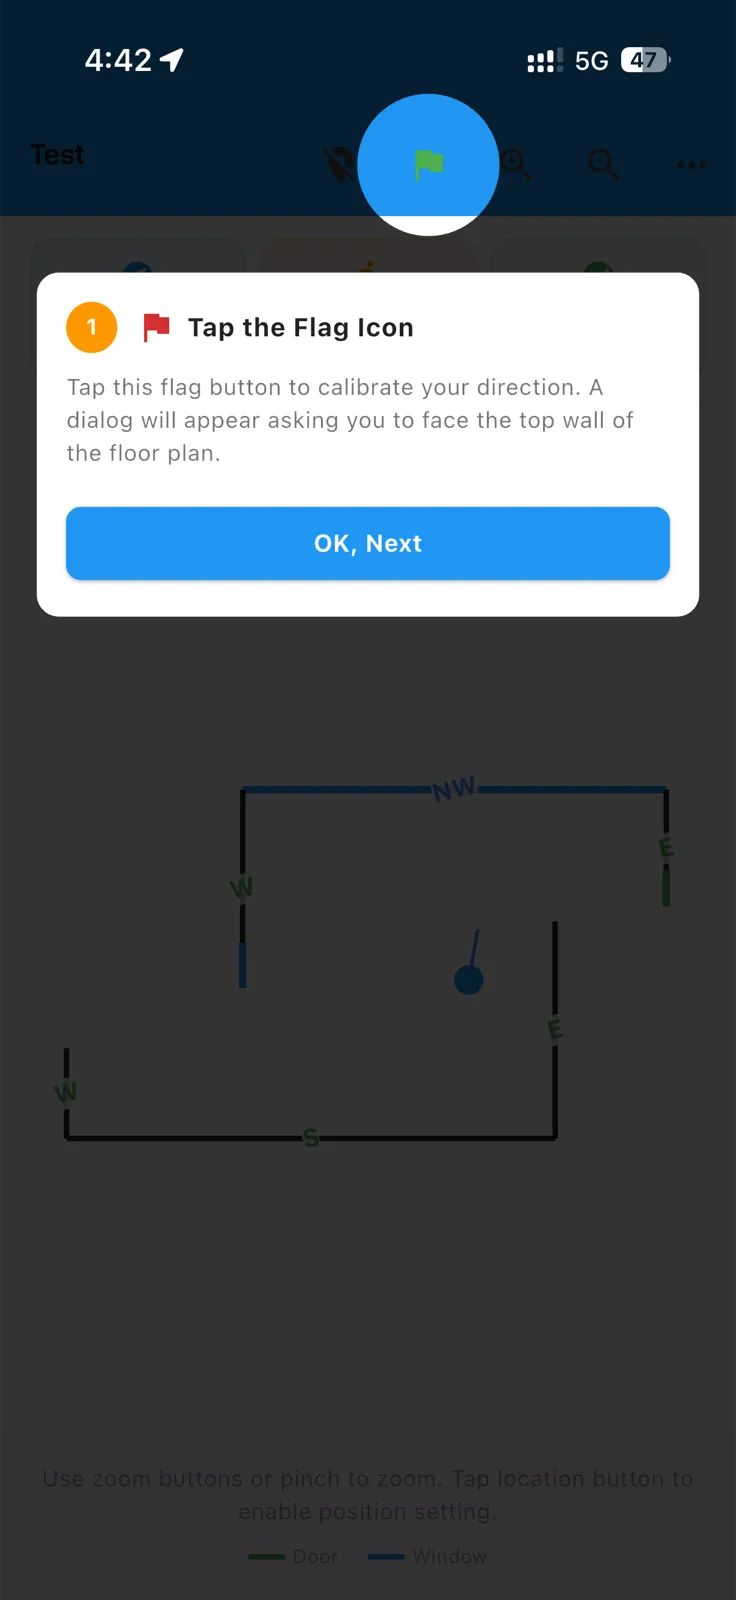 4:42 5G 47
Test
1 Tap the Flag Icon
Tap this flag button to calibrate your direction. A
dialog will appear asking you to face the top wall of
the floor plan.
OK, Next
NW
E
W
E
W
S
Use zoom buttons or pinch to zoom. Tap location button to
enable position setting.
Door Window